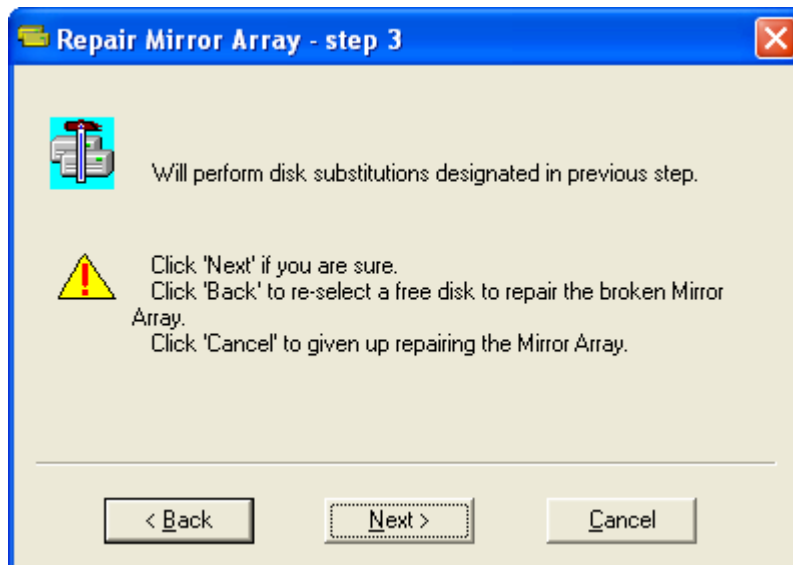 Repair Mirror Array - step 3
Will perform disk substitutions designated in previous step.
Click 'Next' if you are sure.
Click 'Back' to re-select a free disk to repair the broken Mirror
Array.
Click 'Cancel' to given up repairing the Mirror Array.
< Back Next > Cancel